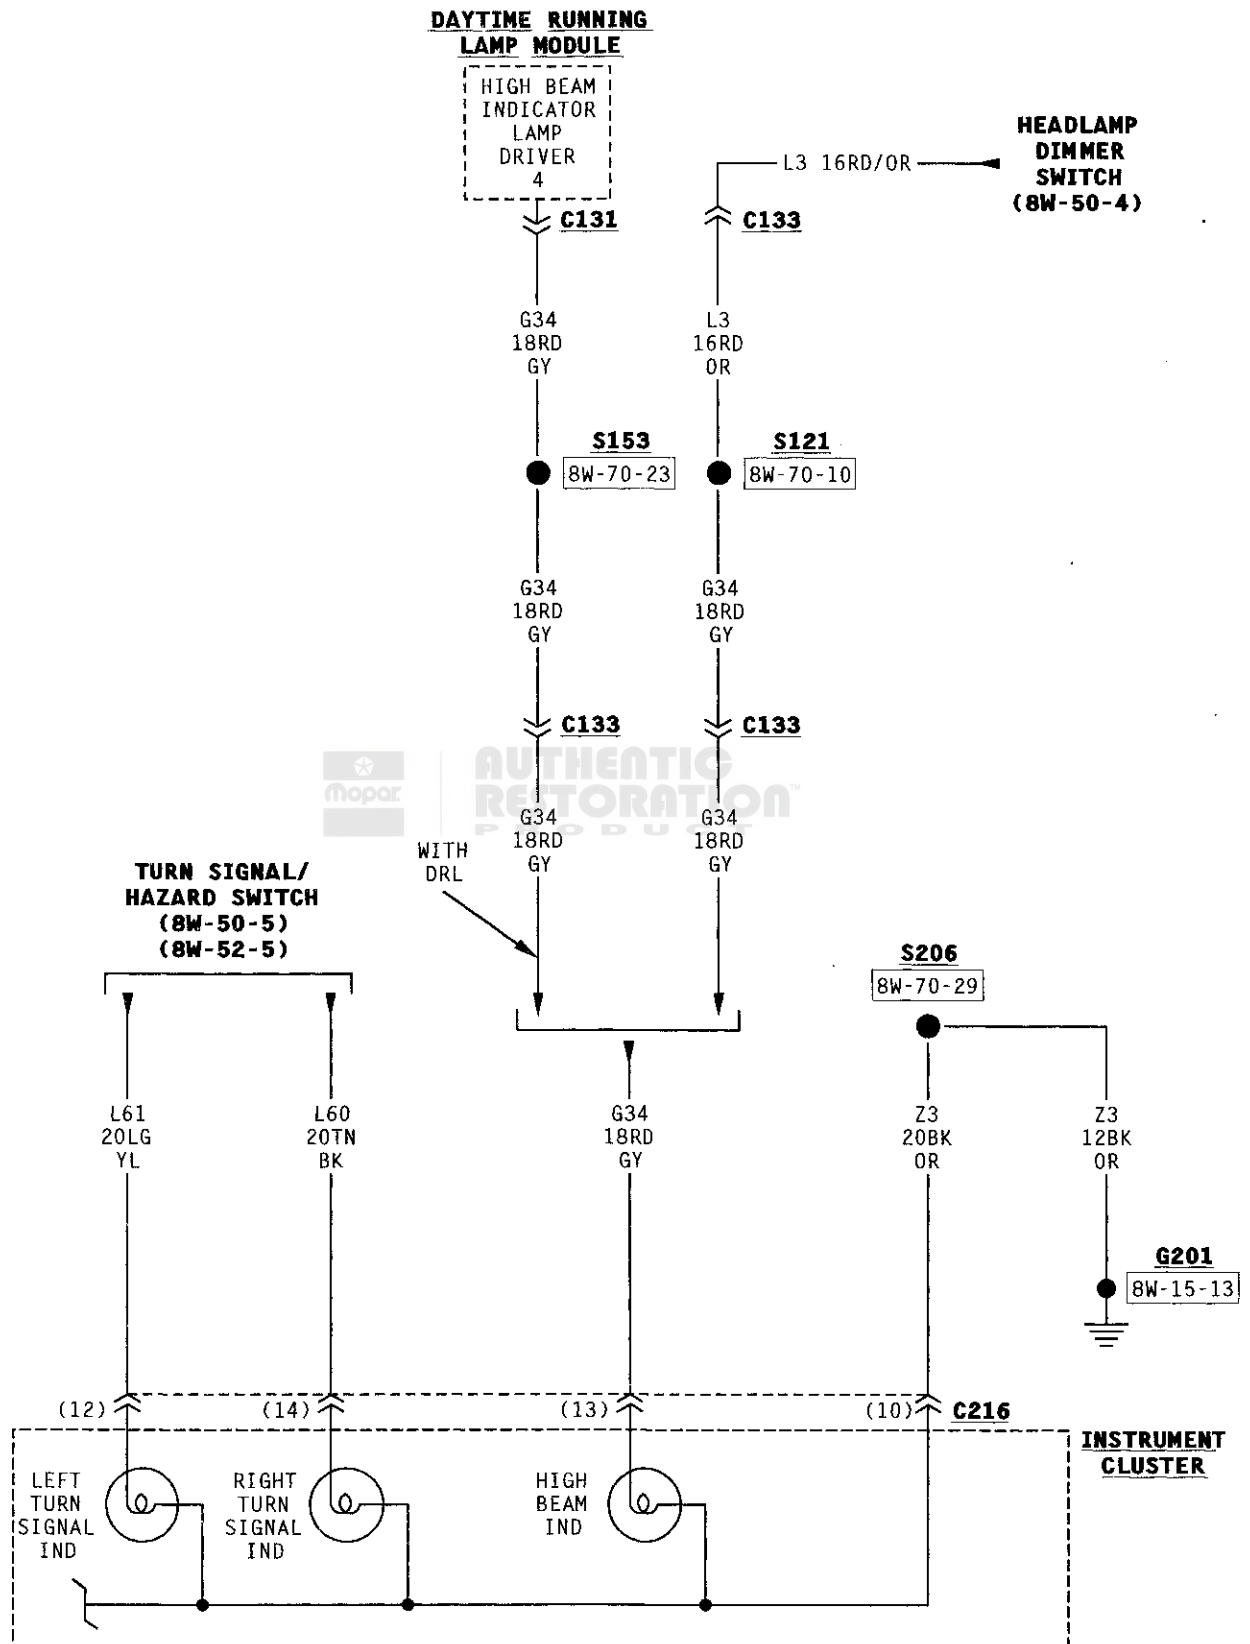 DAYTIME RUNNING
LAMP MODULE
HIGH BEAM
INDICATOR
LAMP
DRIVER
4
C131
L3 16RD/OR
HEADLAMP
DIMMER
SWITCH
(8W-50-4)
C133
G34
18RD
GY
L3
16RD
OR
S153
8W-70-23
S121
8W-70-10
G34
18RD
GY
G34
18RD
GY
C133
C133
Mopar
AUTHENTIC
RESTORATION™
PRODUCT
G34
18RD
GY
G34
18RD
GY
WITH
DRL
TURN SIGNAL/
HAZARD SWITCH
(8W-50-5)
(8W-52-5)
S206
8W-70-29
L61
20LG
YL
L60
20TN
BK
G34
18RD
GY
Z3
20BK
OR
Z3
12BK
OR
G201
8W-15-13
(12)
(14)
(13)
(10)
C216
INSTRUMENT
CLUSTER
LEFT
TURN
SIGNAL
IND
RIGHT
TURN
SIGNAL
IND
HIGH
BEAM
IND